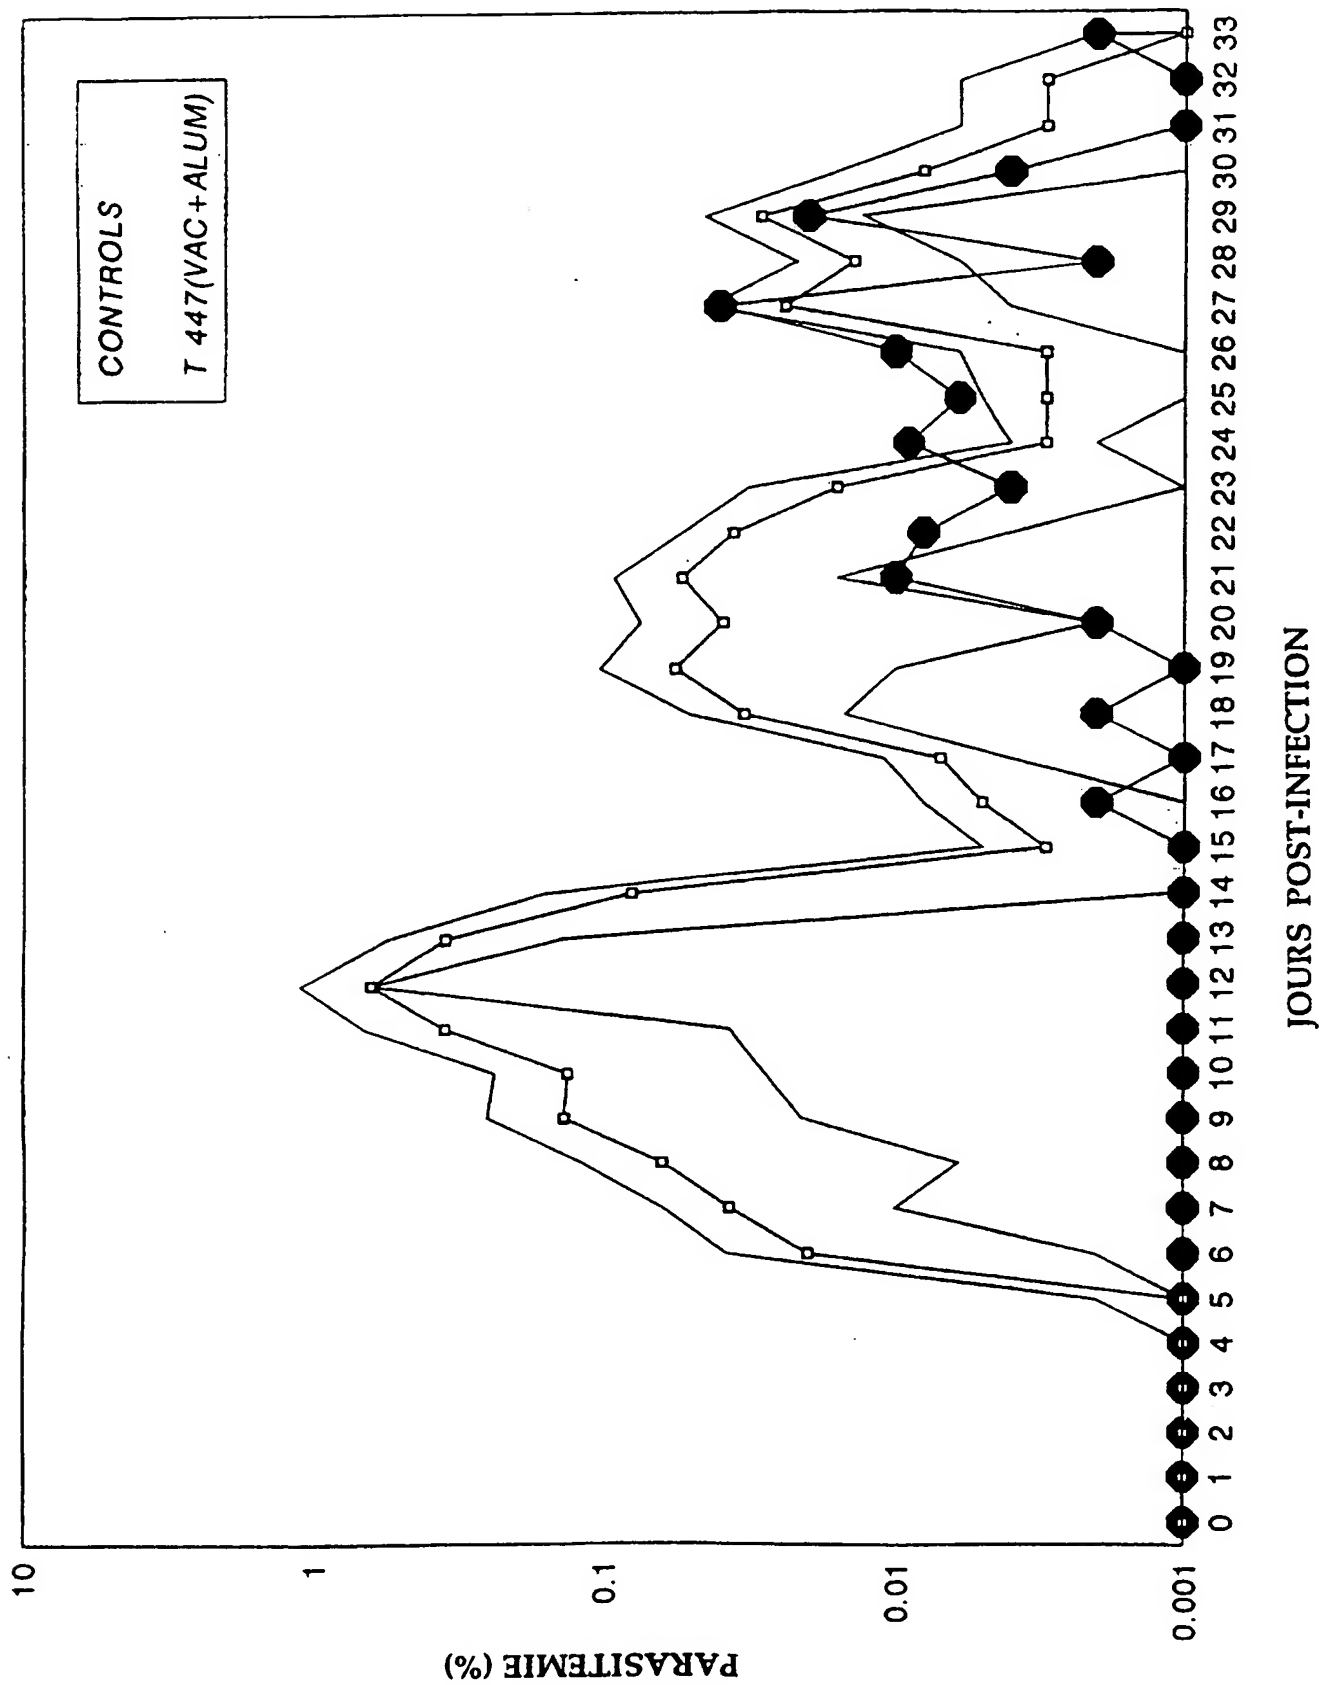 CONTROLS
T 447(VAC+ALUM)
PARASITEMIE (%)
10
1
0.1
0.01
0.001
0 1 2 3 4 5 6 7 8 9 10 11 12 13 14 15 16 17 18 19 20 21 22 23 24 25 26 27 28 29 30 31 32 33
JOURS POST-INFECTION